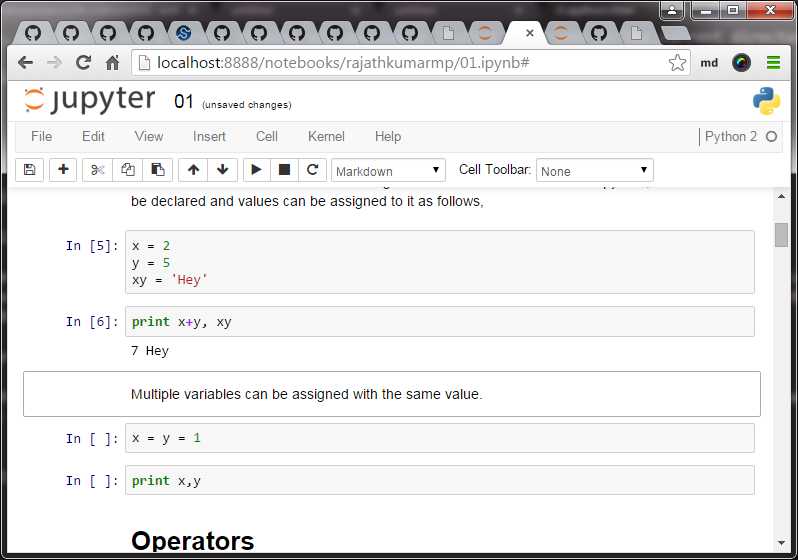 localhost:8888/notebooks/rajathkumarmp/01.ipynb#
md
jupyter 01 (unsaved changes)
File Edit View Insert Cell Kernel Help
Python 2
Markdown Cell Toolbar: None
be declared and values can be assigned to it as follows,
In [5]: x = 2
y = 5
xy = 'Hey'
In [6]: print x+y, xy
7 Hey
Multiple variables can be assigned with the same value.
In [ ]: x = y = 1
In [ ]: print x,y
Operators